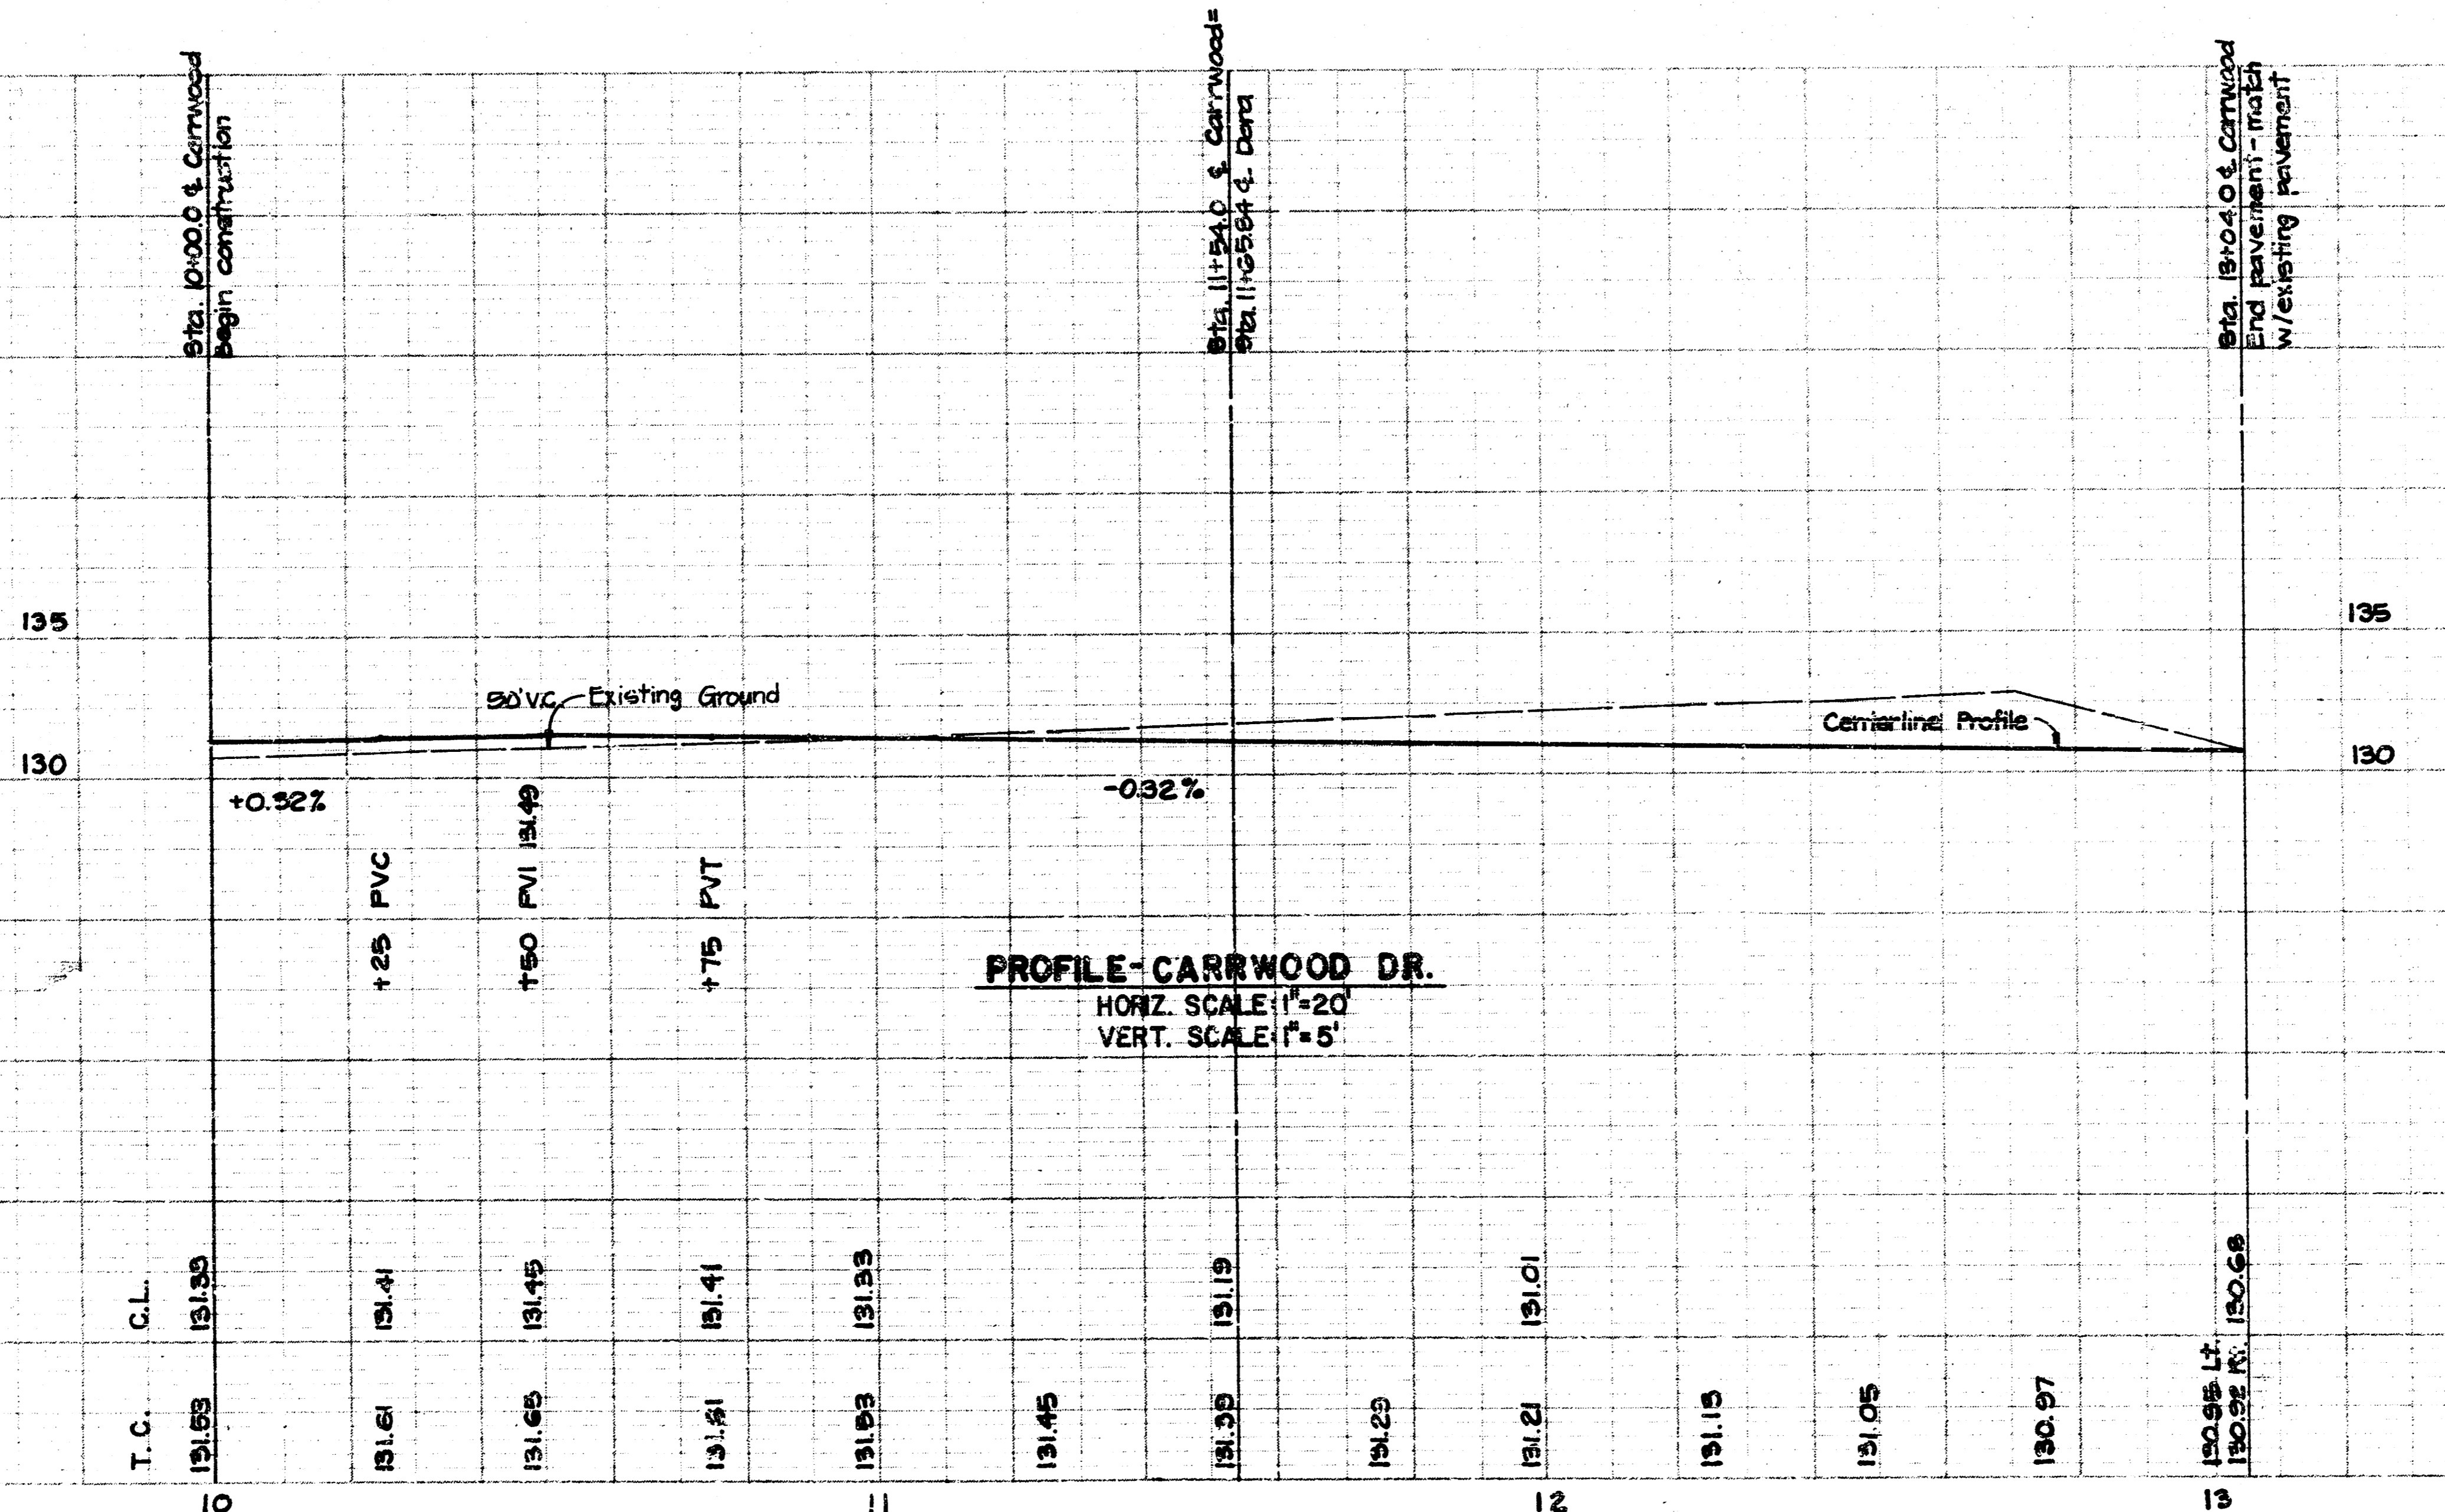 Sta. 10+00.0 ℄ Carrwood
Begin construction
Sta. 11+54.0 ℄ Carrwood=
Sta. 11+65.84 ℄ Dora
Sta. 13+04.0 ℄ Carrwood
End pavement-match
w/existing pavement
135
135
50' V.C.
Existing Ground
Centerline Profile
130
130
+0.32%
-0.32%
+25 PVC
+50 PVI 131.49
+75 PVT
PROFILE-CARRWOOD DR.
HORIZ. SCALE: 1"=20'
VERT. SCALE: 1"=5'
C.L.
131.33
131.41
131.45
131.41
131.33
131.19
131.01
130.68
T.C.
131.53
131.61
131.65
131.53
131.45
131.39
131.29
131.21
131.13
131.05
130.97
130.95 Lt.
130.92 Rt.
10
11
12
13